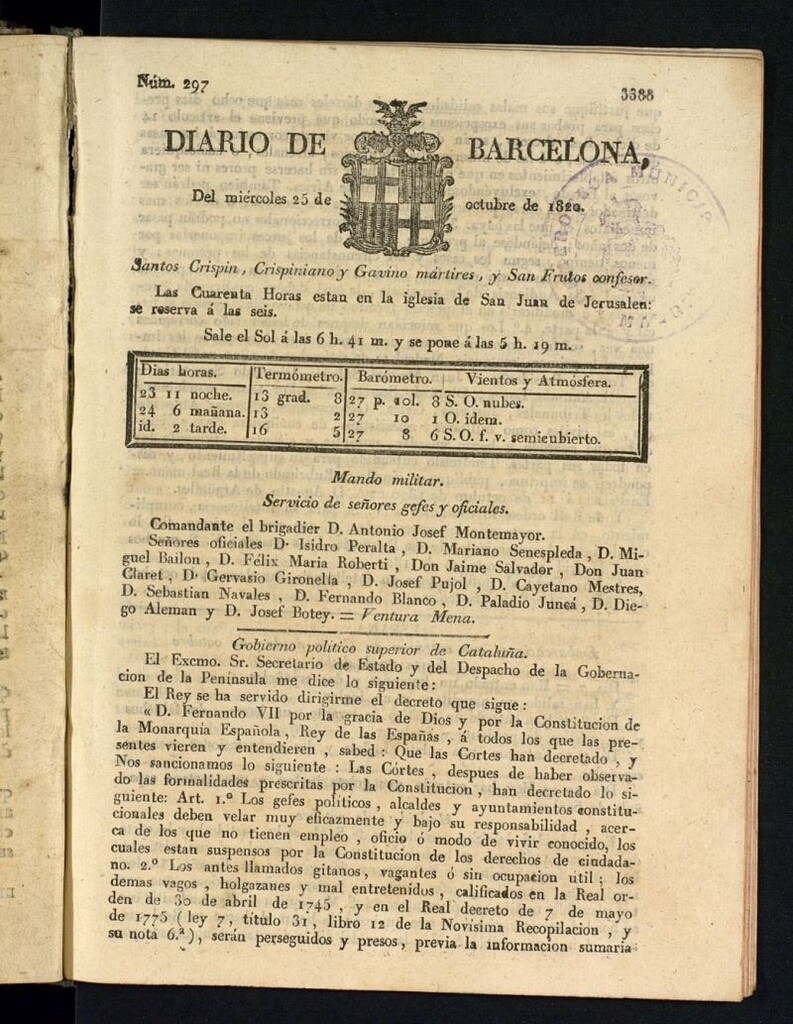 Núm. 297
3388
DIARIO DE BARCELONA,
Del miércoles 25 de octubre de 1820.
Santos Crispin, Crispiniano y Gavino mártires, y San Frutos confesor.
Las Cuarenta Horas estan en la iglesia de San Juan de Jerusalen:
se reserva á las seis.
Sale el Sol á las 6 h. 41 m. y se pone á las 5 h. 19 m.
Dias horas. Termómetro. Barómetro. Vientos y Atmósfera.
23 11 noche. 13 grad. 8 27 p. 10l. 8 S. O. nubes.
24 6 mañana. 13 2 27 10 1 O. idem.
id. 2 tarde. 16 5 27 8 6 S. O. f. v. semicubierto.
Mando militar.
Servicio de señores gefes y oficiales.
Comandante el brigadier D. Antonio Josef Montemayor.
Señores oficiales D. Isidro Peralta, D. Mariano Senespleda, D. Mi-
guel Bailon, D. Félix Maria Roberti, Don Jaime Salvador, Don Juan
Claret, D. Gervasio Gironella, D. Josef Pujol, D. Cayetano Mestres,
D. Sebastian Navales, D. Fernando Blanco, D. Paladio Juncá, D. Die-
go Aleman y D. Josef Botey. = Ventura Mena.
Gobierno político superior de Cataluña.
El Excmo. Sr. Secretario de Estado y del Despacho de la Goberna-
cion de la Península me dice lo siguiente:
El Rey se ha servido dirigirme el decreto que sigue:
« D. Fernando VII por la gracia de Dios y por la Constitucion de
la Monarquía Española, Rey de las Españas, á todos los que las pre-
sentes vieren y entendieren, sabed: Que las Cortes han decretado, y
Nos sancionamos lo siguiente: Las Córtes, despues de haber observa-
do las formalidades prescritas por la Constitucion, han decretado lo si-
guiente: Art. 1.º Los gefes políticos, alcaldes y ayuntamientos constitu-
cionales deben velar muy eficazmente y bajo su responsabilidad, acer-
ca de los que no tienen empleo, oficio ó modo de vivir conocido, los
cuales estan suspensos por la Constitucion de los derechos de ciudada-
no. 2.º Los antes llamados gitanos, vagantes ó sin ocupacion útil; los
demas vagos, holgazanes y mal entretenidos, calificados en la Real or-
den de 30 de abril de 1745, y en el Real decreto de 7 de mayo
de 1775 (ley 7, título 31, libro 12 de la Novísima Recopilacion, y
su nota 6.ª), serán perseguidos y presos, previa la informacion sumaria